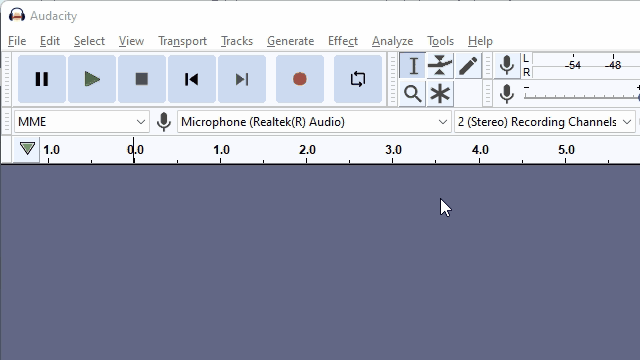 Audacity
File Edit Select View Transport Tracks Generate Effect Analyze Tools Help
L
R
-54 -48
MME Microphone (Realtek(R) Audio) 2 (Stereo) Recording Channels
1.0 0.0 1.0 2.0 3.0 4.0 5.0